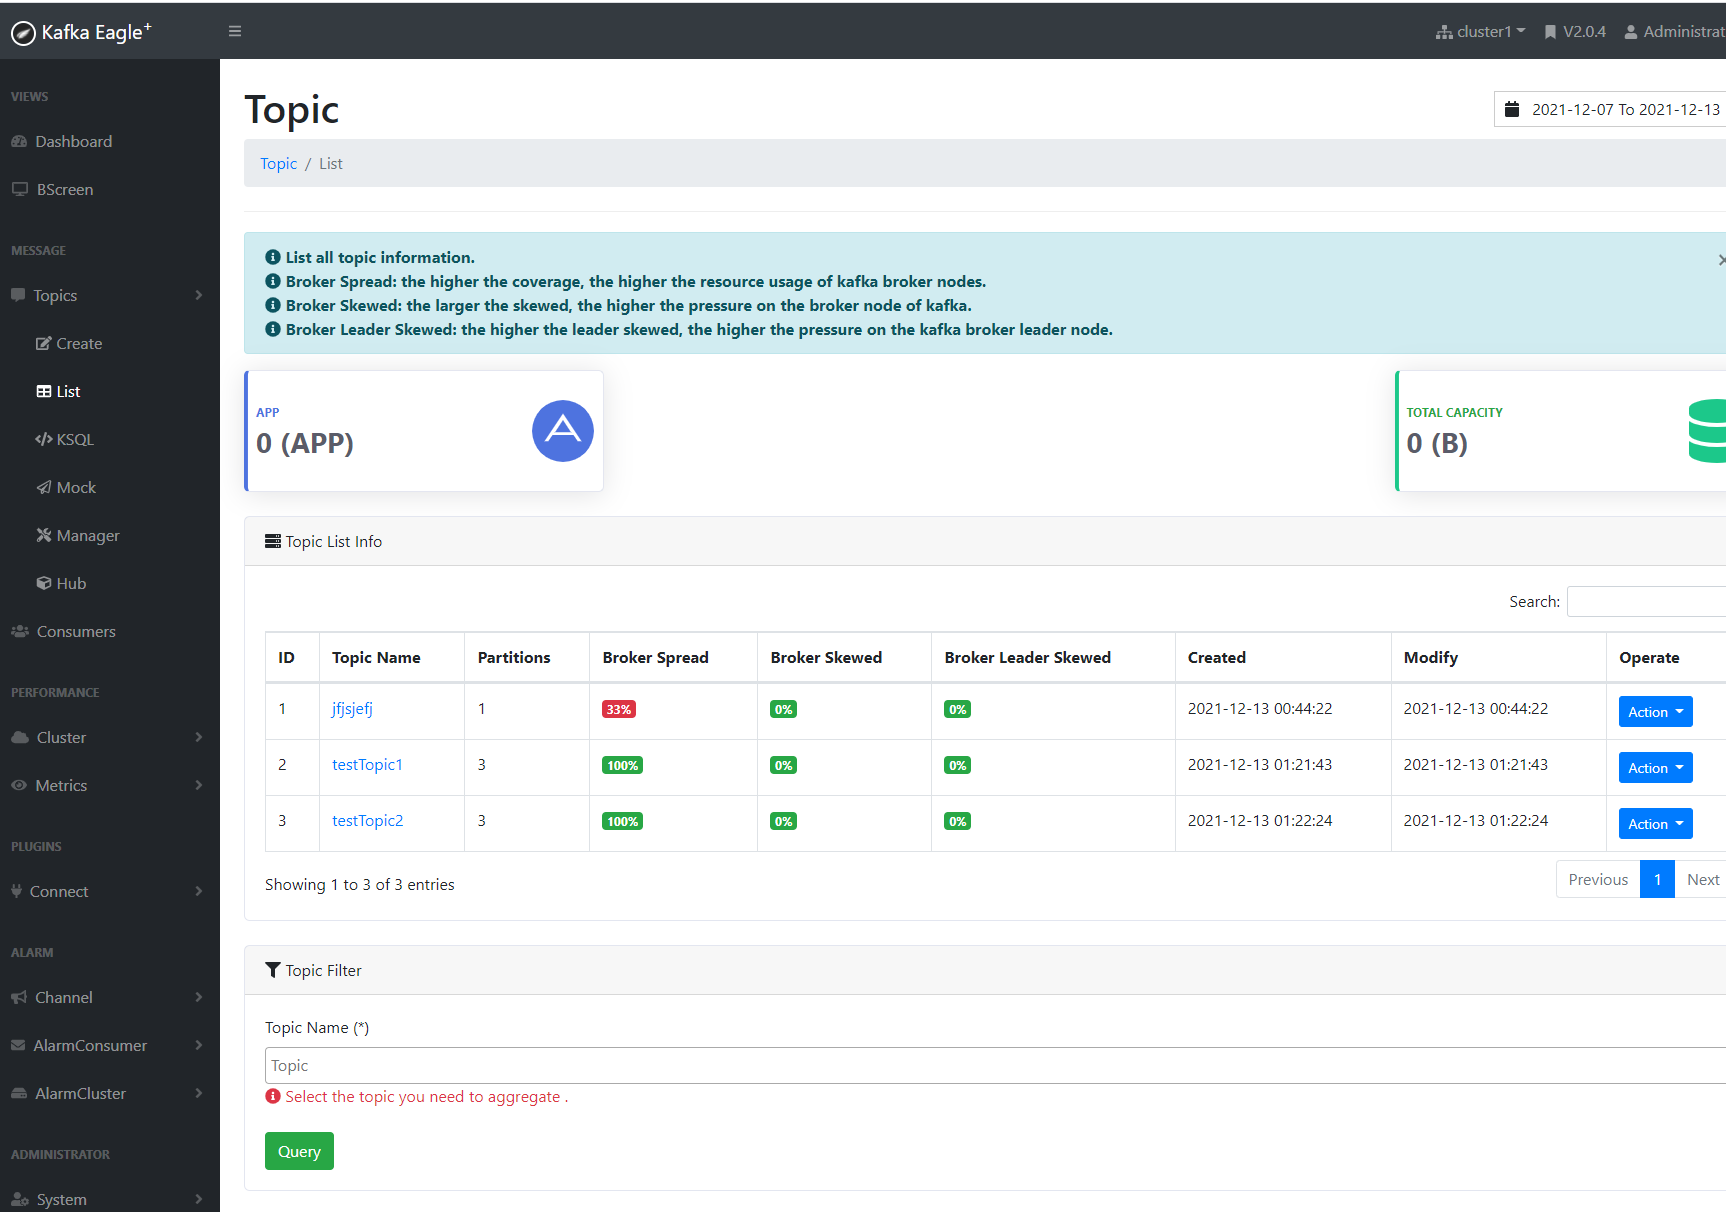 Kafka Eagle+
cluster1
V2.0.4
Administrat
VIEWS
Dashboard
BScreen
MESSAGE
Topics
Create
List
KSQL
Mock
Manager
Hub
Consumers
PERFORMANCE
Cluster
Metrics
PLUGINS
Connect
ALARM
Channel
AlarmConsumer
AlarmCluster
ADMINISTRATOR
System
Topic
2021-12-07 To 2021-12-13
Topic / List
List all topic information.
Broker Spread: the higher the coverage, the higher the resource usage of kafka broker nodes.
Broker Skewed: the larger the skewed, the higher the pressure on the broker node of kafka.
Broker Leader Skewed: the higher the leader skewed, the higher the pressure on the kafka broker leader node.
APP
0 (APP)
TOTAL CAPACITY
0 (B)
Topic List Info
Search:
ID Topic Name Partitions Broker Spread Broker Skewed Broker Leader Skewed Created Modify Operate
1 jfjsjefj 1 33% 0% 0% 2021-12-13 00:44:22 2021-12-13 00:44:22 Action
2 testTopic1 3 100% 0% 0% 2021-12-13 01:21:43 2021-12-13 01:21:43 Action
3 testTopic2 3 100% 0% 0% 2021-12-13 01:22:24 2021-12-13 01:22:24 Action
Showing 1 to 3 of 3 entries
Previous 1 Next
Topic Filter
Topic Name (*)
Topic
Select the topic you need to aggregate .
Query